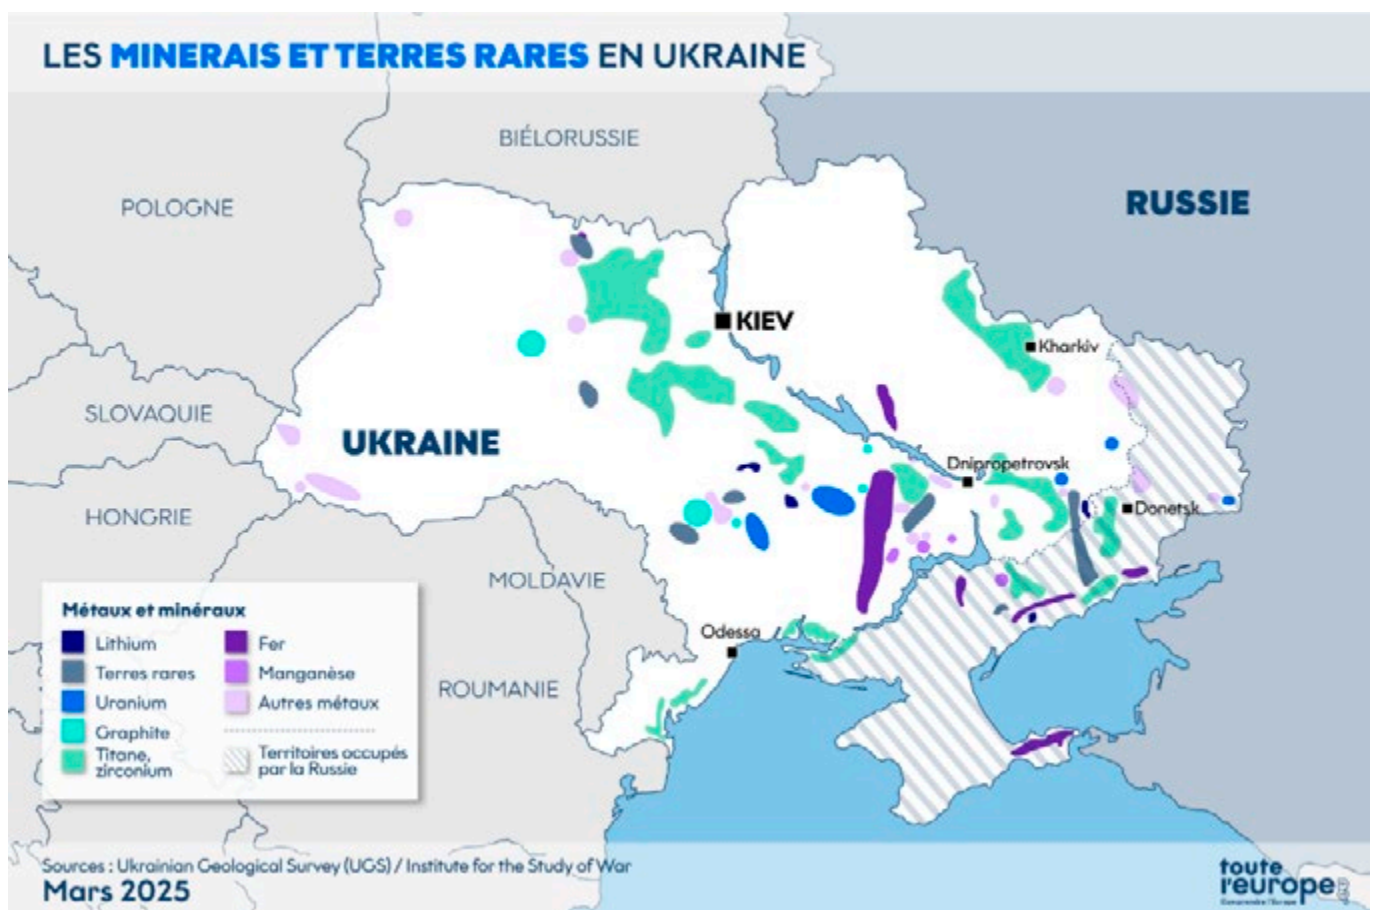 LES MINERAIS ET TERRES RARES EN UKRAINE
BIÉLORUSSIE
POLOGNE
RUSSIE
KIEV
Kharkiv
SLOVAQUIE
UKRAINE
Dnipropetrovsk
HONGRIE
Donetsk
MOLDAVIE
Odessa
ROUMANIE
Métaux et minéraux
Lithium
Terres rares
Uranium
Graphite
Titane,
zirconium
Fer
Manganèse
Autres métaux
Territoires occupés
par la Russie
Sources : Ukrainian Geological Survey (UGS) / Institute for the Study of War
Mars 2025
toute
l'europe
Comprendre l'Europe